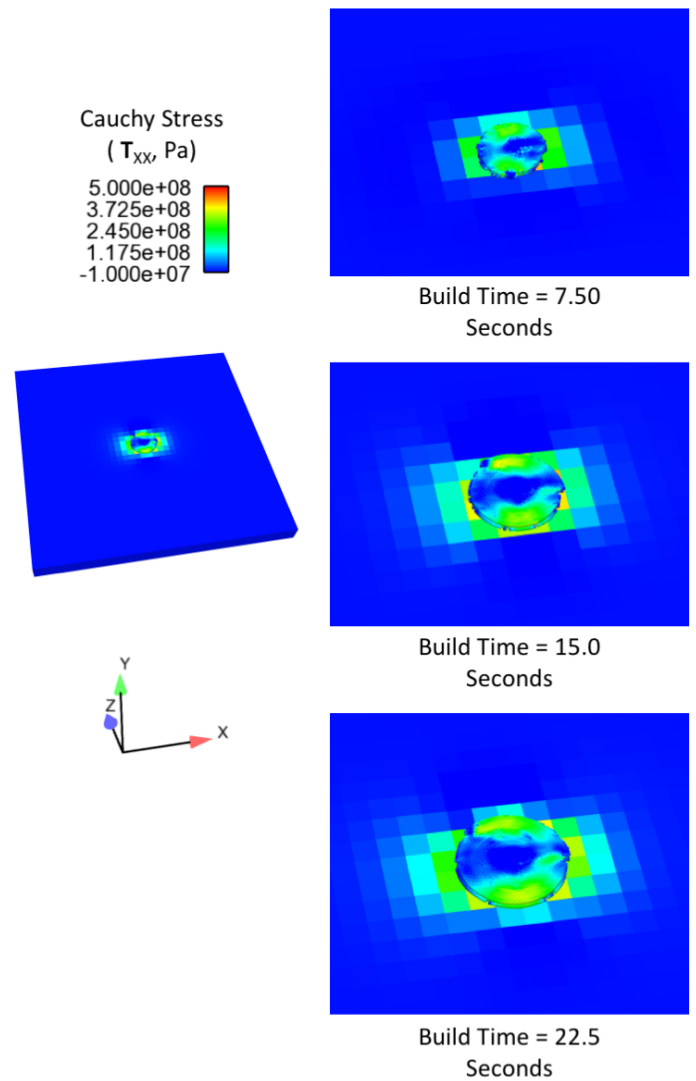 Cauchy Stress
( Txx, Pa)
5.000e+08
3.725e+08
2.450e+08
1.175e+08
-1.000e+07
Build Time = 7.50
Seconds
Build Time = 15.0
Seconds
Y
Z
X
Build Time = 22.5
Seconds